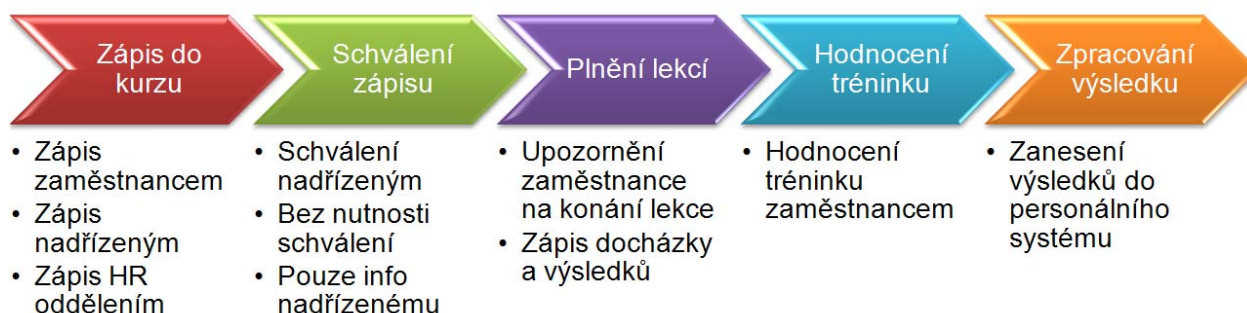 Zápis do
kurzu
Schválení
zápisu
Plnění lekcí
Hodnocení
tréninku
Zpracování
výsledku
• Zápis
zaměstnancem
• Zápis
nadřízeným
• Zápis HR
oddělením
• Schválení
nadřízeným
• Bez nutnosti
schválení
• Pouze info
nadřízenému
• Upozornění
zaměstnance
na konání lekce
• Zápis docházky
a výsledků
• Hodnocení
tréninku
zaměstnancem
• Zanesení
výsledků do
personálního
systému